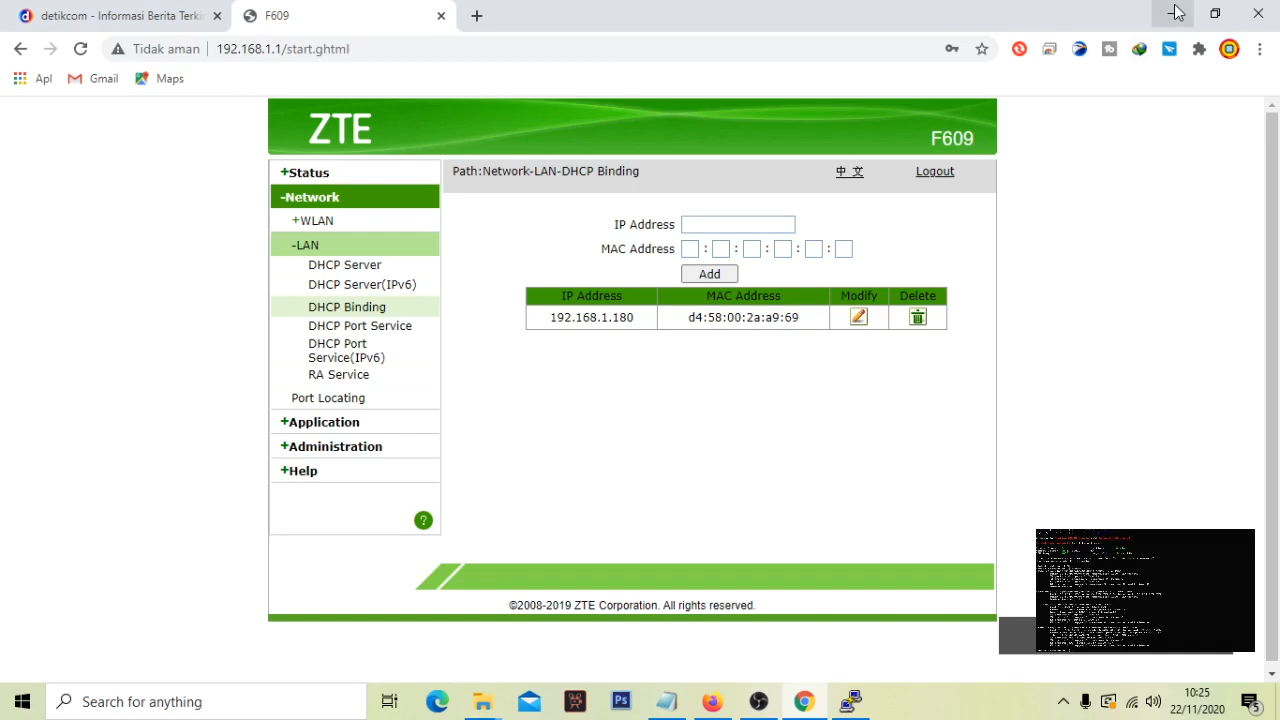 detikcom - Informasi Berita Terkin
F609
Tidak aman
192.168.1.1/start.ghtml
Apl
Gmail
Maps
ZTE
F609
+Status
-Network
+WLAN
-LAN
DHCP Server
DHCP Server(IPv6)
DHCP Binding
DHCP Port Service
DHCP Port
Service(IPv6)
RA Service
Port Locating
+Application
+Administration
+Help
?
Path:Network-LAN-DHCP Binding
中 文
Logout
IP Address
MAC Address : : : : :
Add
IP Address MAC Address Modify Delete
192.168.1.180 d4:58:00:2a:a9:69
©2008-2019 ZTE Corporation. All rights reserved.
Search for anything
Ps
10:25
22/11/2020
5